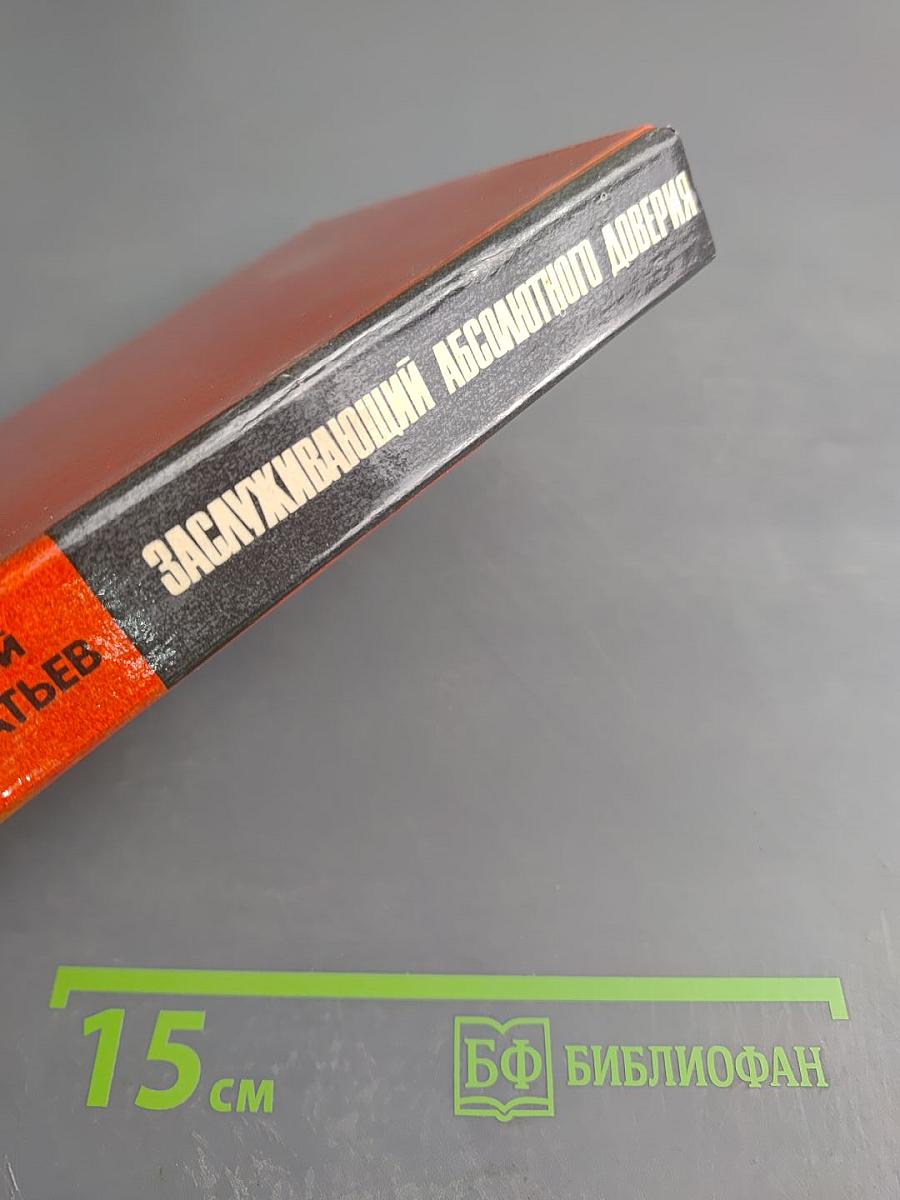 ЗАСЛУЖИВАЮЩИЙ АБСОЛЮТНОГО ДОВЕРИЯ
15 см
БФ БИБЛИОФАН